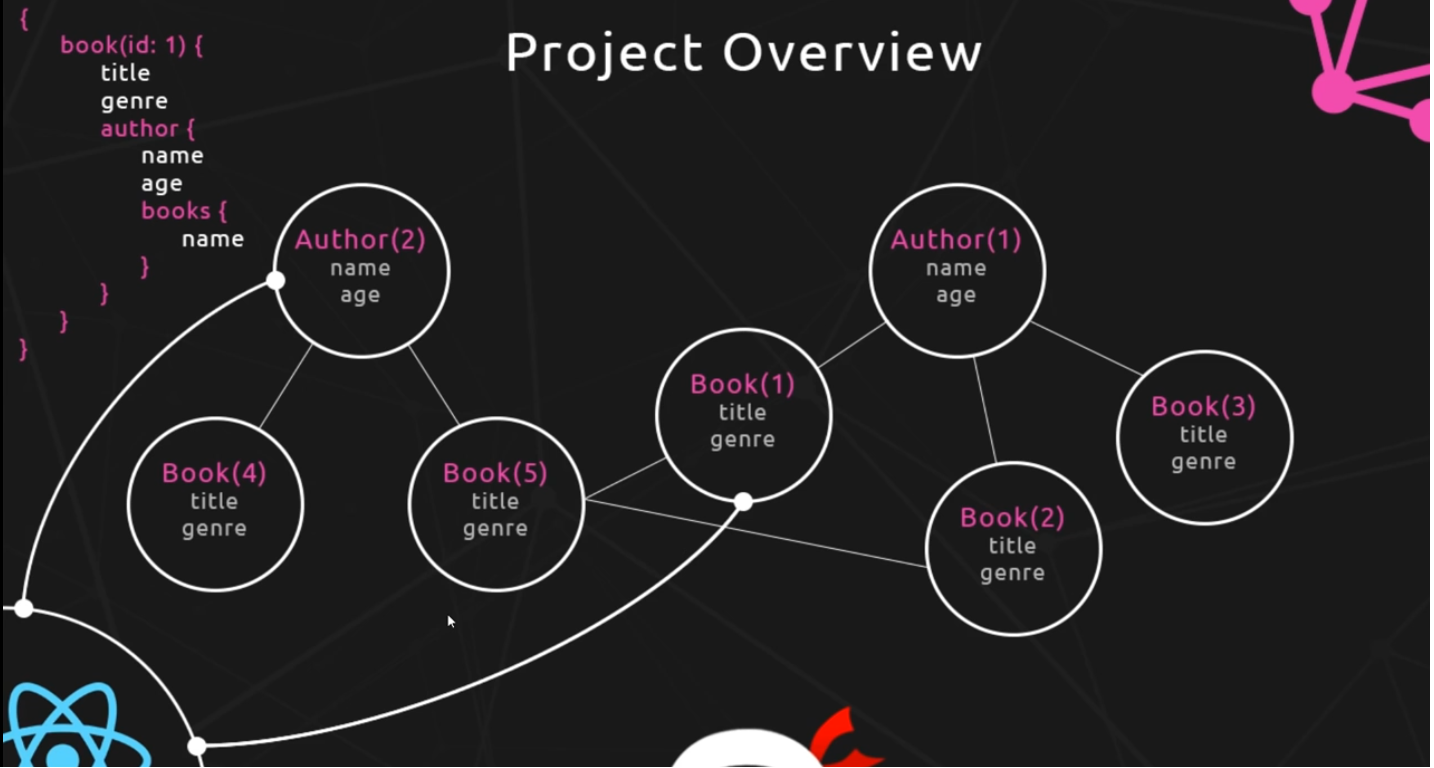 {
book(id: 1) {
title
genre
author {
name
age
books {
name
}
}
}
}
Project Overview
Author(2)
name
age
Author(1)
name
age
Book(1)
title
genre
Book(3)
title
genre
Book(4)
title
genre
Book(5)
title
genre
Book(2)
title
genre